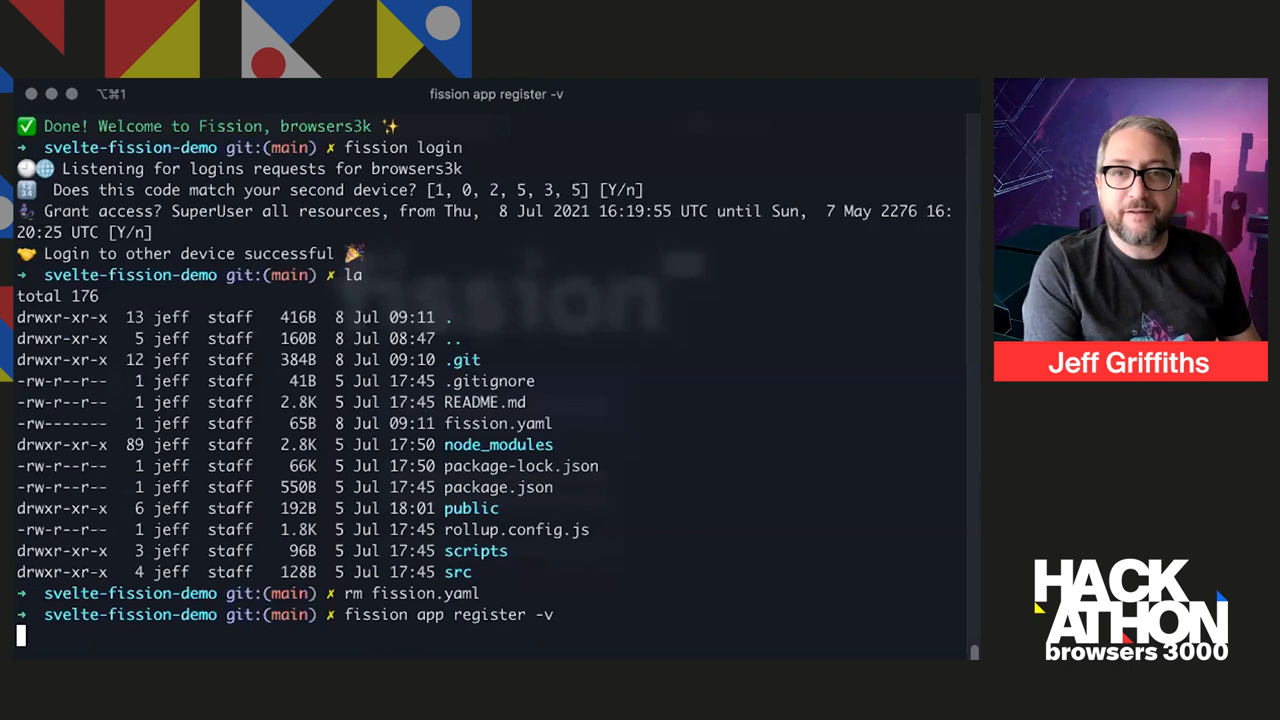 ⌥⌘1
fission app register -v
✅ Done! Welcome to Fission, browsers3k ✨
➜ svelte-fission-demo git:(main) ✗ fission login
🕘🌐 Listening for logins requests for browsers3k
🔢 Does this code match your second device? [1, 0, 2, 5, 3, 5] [Y/n]
Grant access? SuperUser all resources, from Thu,  8 Jul 2021 16:19:55 UTC until Sun,  7 May 2276 16:
20:25 UTC [Y/n]
🤝 Login to other device successful 🎉
➜ svelte-fission-demo git:(main) ✗ la
total 176
drwxr-xr-x 13 jeff staff 416B 8 Jul 09:11 .
drwxr-xr-x 5 jeff staff 160B 8 Jul 08:47 ..
drwxr-xr-x 12 jeff staff 384B 8 Jul 09:10 .git
-rw-r--r-- 1 jeff staff 41B 5 Jul 17:45 .gitignore
-rw-r--r-- 1 jeff staff 2.8K 5 Jul 17:45 README.md
-rw------- 1 jeff staff 65B 8 Jul 09:11 fission.yaml
drwxr-xr-x 89 jeff staff 2.8K 5 Jul 17:50 node_modules
-rw-r--r-- 1 jeff staff 66K 5 Jul 17:50 package-lock.json
-rw-r--r-- 1 jeff staff 550B 5 Jul 17:45 package.json
drwxr-xr-x 6 jeff staff 192B 5 Jul 18:01 public
-rw-r--r-- 1 jeff staff 1.8K 5 Jul 17:45 rollup.config.js
drwxr-xr-x 3 jeff staff 96B 5 Jul 17:45 scripts
drwxr-xr-x 4 jeff staff 128B 5 Jul 17:45 src
➜ svelte-fission-demo git:(main) ✗ rm fission.yaml
➜ svelte-fission-demo git:(main) ✗ fission app register -v
fission
Jeff Griffiths
HACK
ATHON
browsers 3000